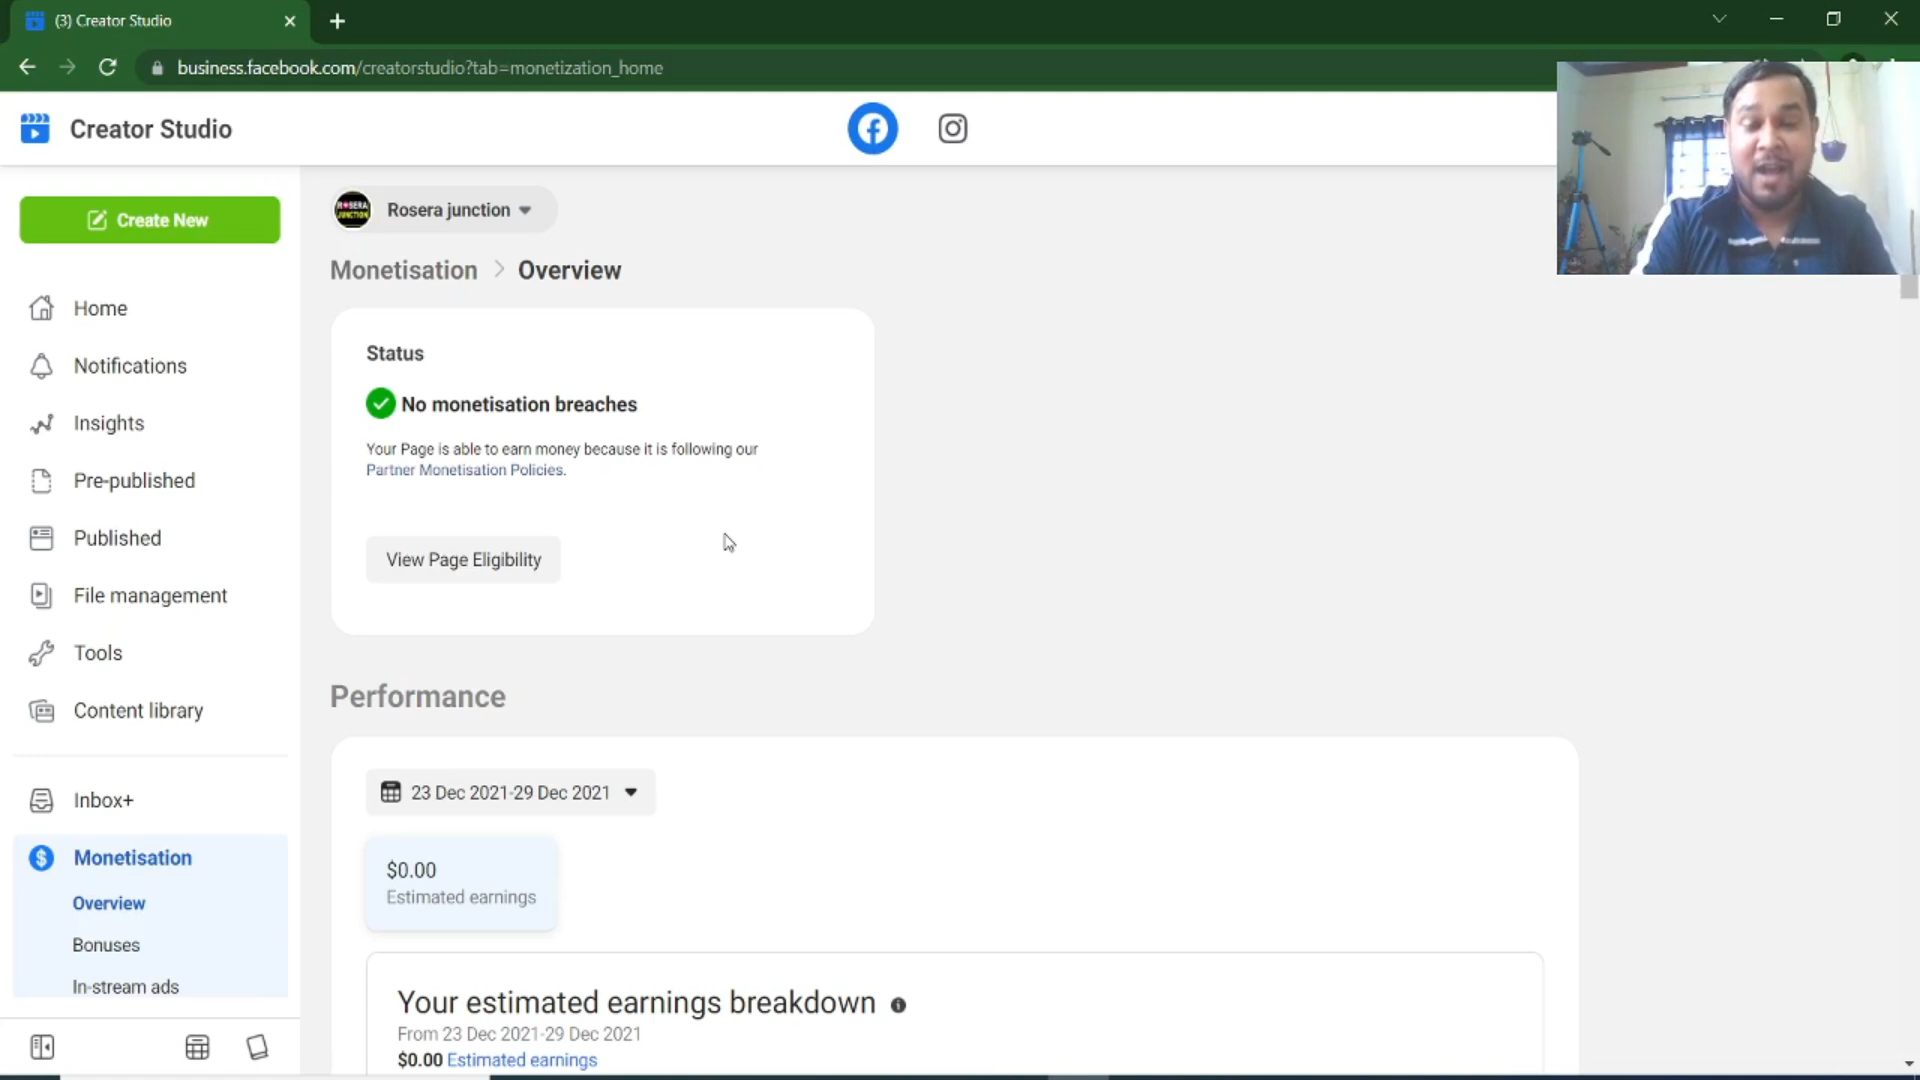 (3) Creator Studio
business.facebook.com/creatorstudio?tab=monetization_home
Creator Studio
Create New
Home
Notifications
Insights
Pre-published
Published
File management
Tools
Content library
Inbox+
Monetisation
Overview
Bonuses
In-stream ads
ROSERA JUNCTION
Rosera junction
Monetisation > Overview
Status
No monetisation breaches
Your Page is able to earn money because it is following our
Partner Monetisation Policies.
View Page Eligibility
Performance
23 Dec 2021-29 Dec 2021
$0.00
Estimated earnings
Your estimated earnings breakdown
From 23 Dec 2021-29 Dec 2021
$0.00 Estimated earnings